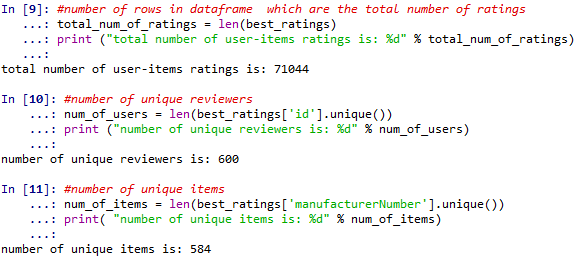 In [9]: #number of rows in dataframe  which are the total number of ratings
   ...: total_num_of_ratings = len(best_ratings)
   ...: print ("total number of user-items ratings is: %d" % total_num_of_ratings)
   ...:
total number of user-items ratings is: 71044
In [10]: #number of unique reviewers
    ...: num_of_users = len(best_ratings['id'].unique())
    ...: print ("number of unique reviewers is: %d" % num_of_users)
    ...:
number of unique reviewers is: 600
In [11]: #number of unique items
    ...: num_of_items = len(best_ratings['manufacturerNumber'].unique())
    ...: print( "number of unique items is: %d" % num_of_items)
    ...:
number of unique items is: 584